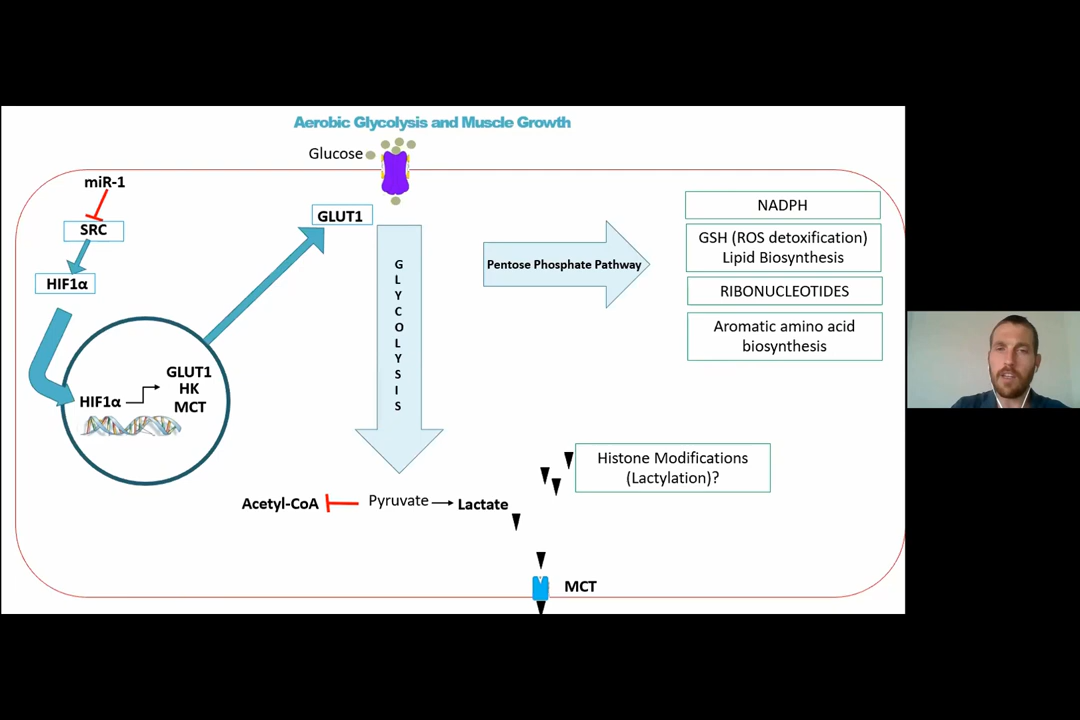 Aerobic Glycolysis and Muscle Growth
Glucose
miR-1
SRC
HIF1α
GLUT1
HIF1α
GLUT1
HK
MCT
GLYCOLYSIS
Pentose Phosphate Pathway
NADPH
GSH (ROS detoxification)
Lipid Biosynthesis
RIBONUCLEOTIDES
Aromatic amino acid
biosynthesis
Histone Modifications
(Lactylation)?
Acetyl-CoA
Pyruvate
Lactate
MCT